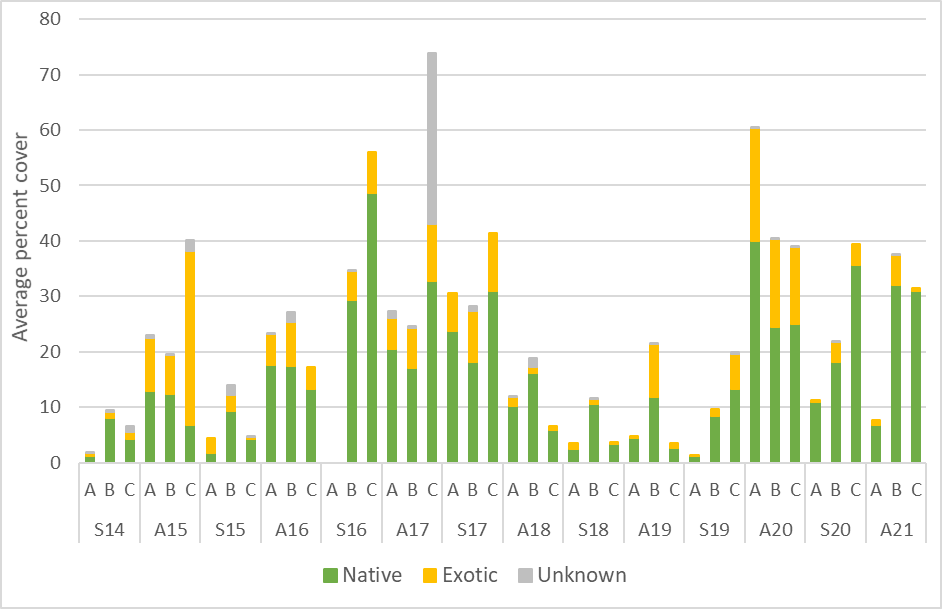 80
70
60
50
40
30
20
10
0
Average percent cover
A B C A B C A B C A B C A B C A B C A B C A B C A B C A B C A B C A B C A B C A B C
S14 A15 S15 A16 S16 A17 S17 A18 S18 A19 S19 A20 S20 A21
Native Exotic Unknown